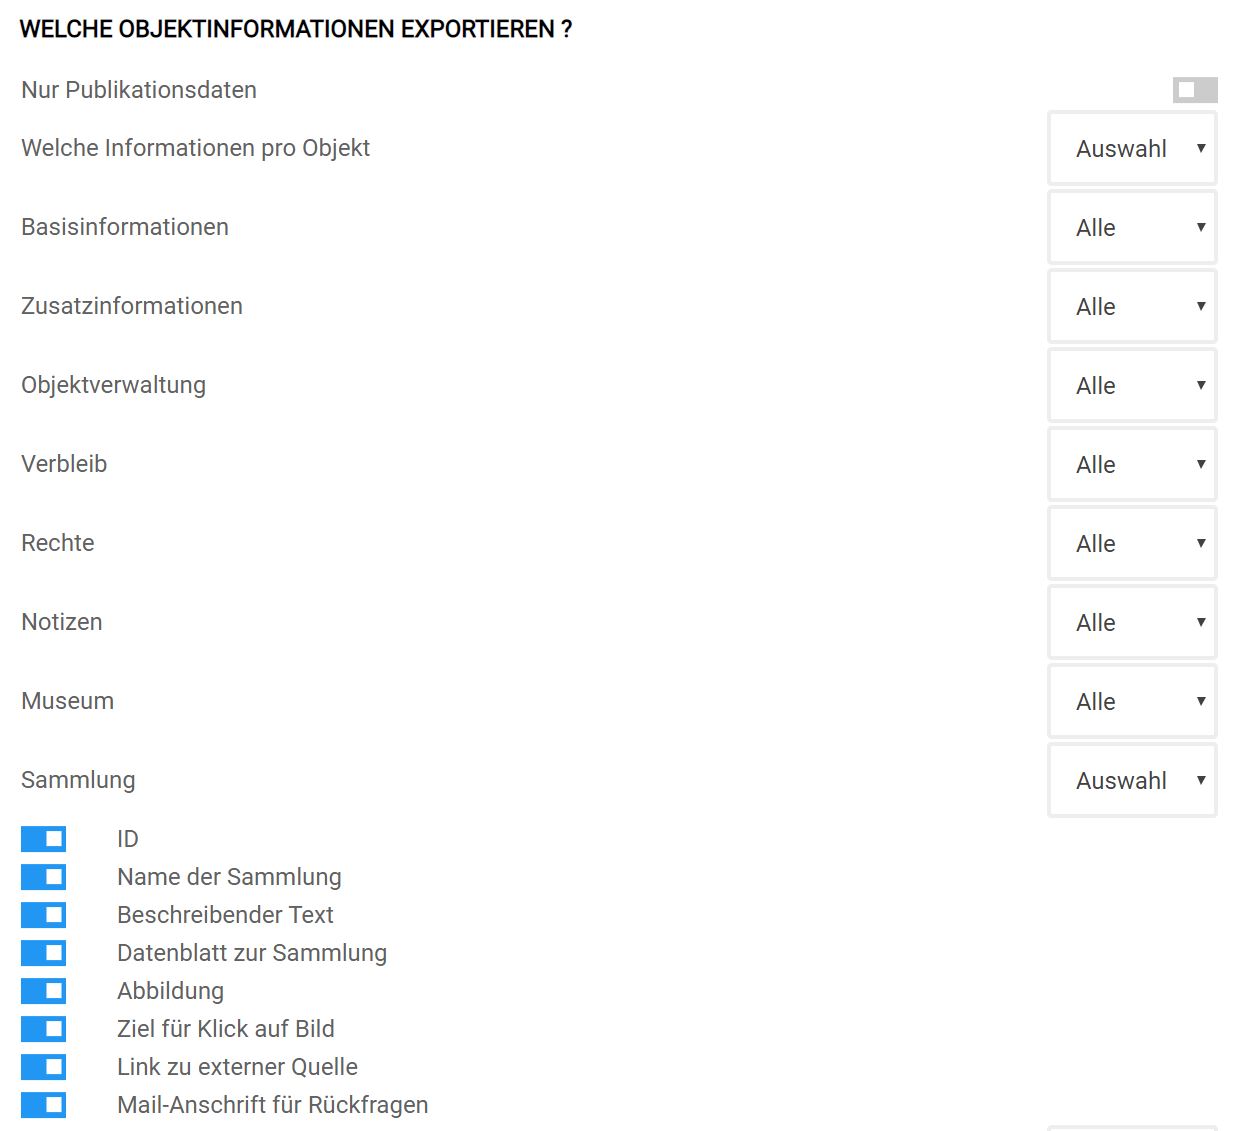 WELCHE OBJEKTINFORMATIONEN EXPORTIEREN ?
Nur Publikationsdaten
Welche Informationen pro Objekt Auswahl
Basisinformationen Alle
Zusatzinformationen Alle
Objektverwaltung Alle
Verbleib Alle
Rechte Alle
Notizen Alle
Museum Alle
Sammlung Auswahl
ID
Name der Sammlung
Beschreibender Text
Datenblatt zur Sammlung
Abbildung
Ziel für Klick auf Bild
Link zu externer Quelle
Mail-Anschrift für Rückfragen